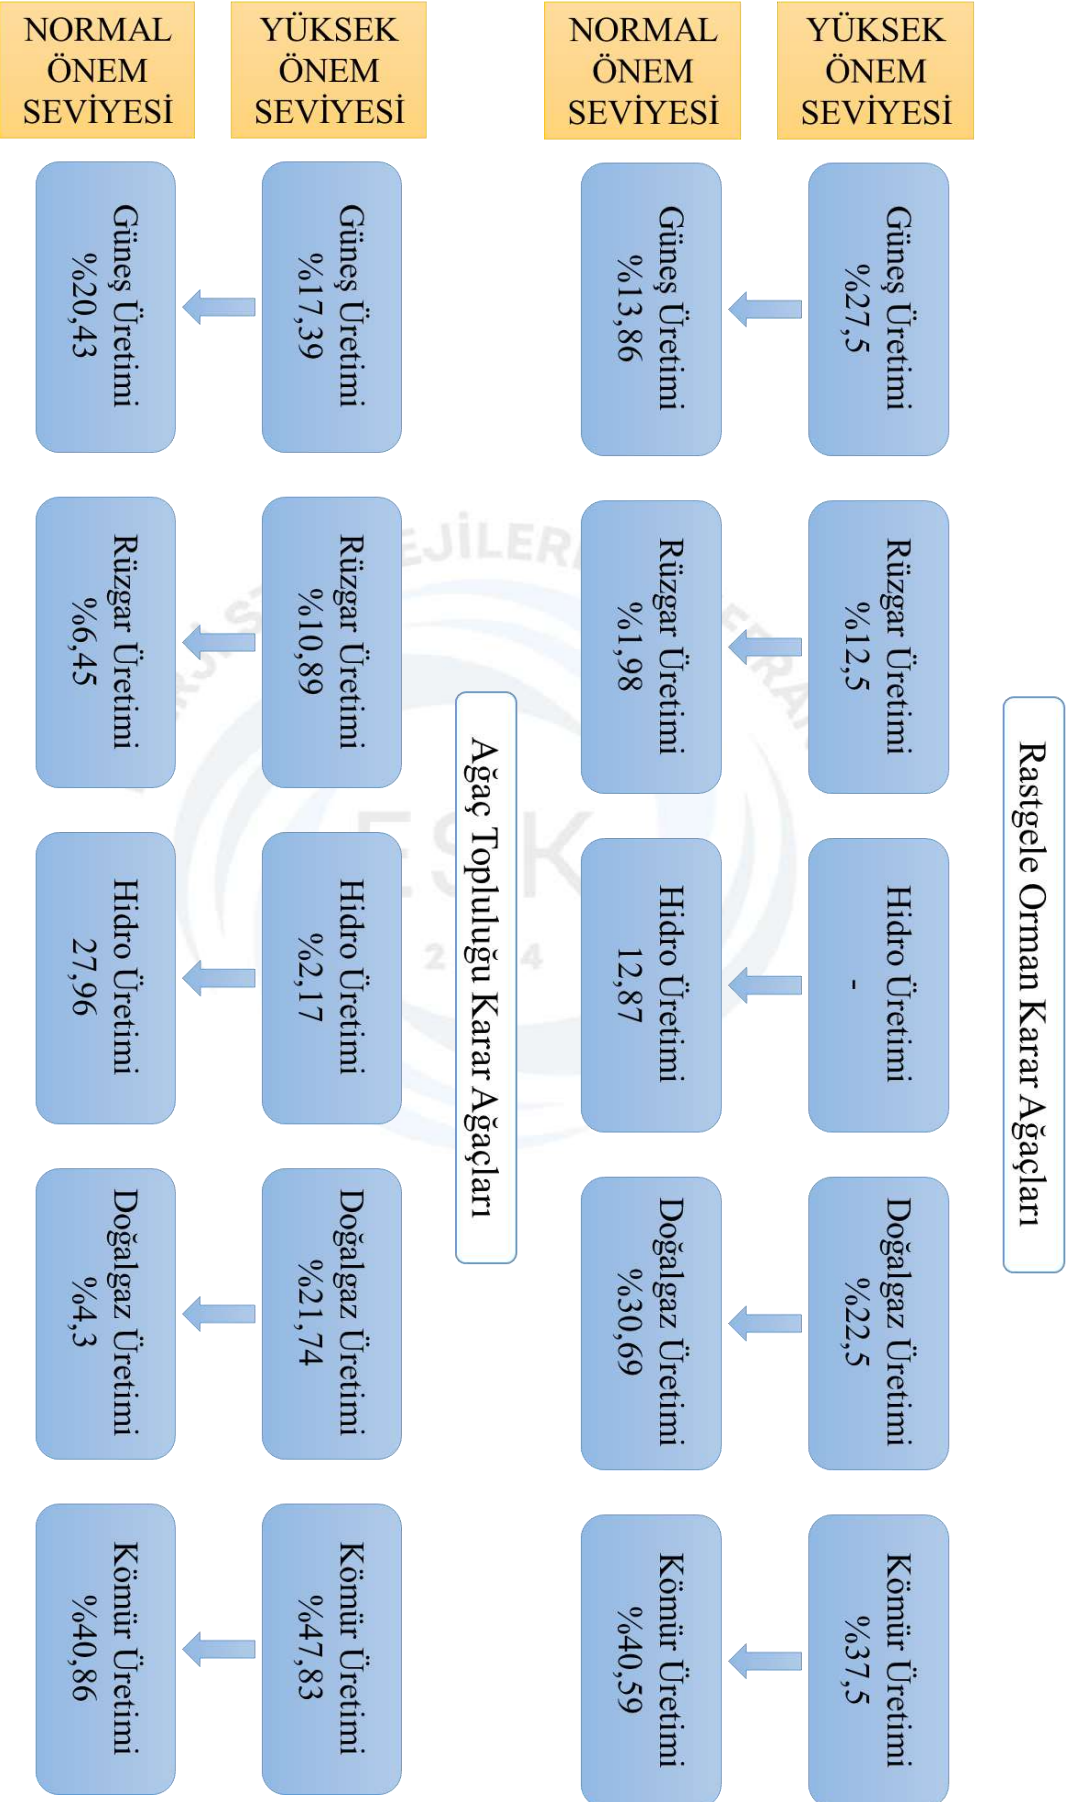 Rastgele Orman Karar Ağaçları
YÜKSEK
ÖNEM
SEVİYESİ
Güneş Üretimi
%27,5
Rüzgar Üretimi
%12,5
Hidro Üretimi
-
Doğalgaz Üretimi
%22,5
Kömür Üretimi
%37,5
NORMAL
ÖNEM
SEVİYESİ
Güneş Üretimi
%13,86
Rüzgar Üretimi
%1,98
Hidro Üretimi
12,87
Doğalgaz Üretimi
%30,69
Kömür Üretimi
%40,59
Ağaç Topluluğu Karar Ağaçları
YÜKSEK
ÖNEM
SEVİYESİ
Güneş Üretimi
%17,39
Rüzgar Üretimi
%10,89
Hidro Üretimi
%2,17
Doğalgaz Üretimi
%21,74
Kömür Üretimi
%47,83
NORMAL
ÖNEM
SEVİYESİ
Güneş Üretimi
%20,43
Rüzgar Üretimi
%6,45
Hidro Üretimi
27,96
Doğalgaz Üretimi
%4,3
Kömür Üretimi
%40,86
ESK